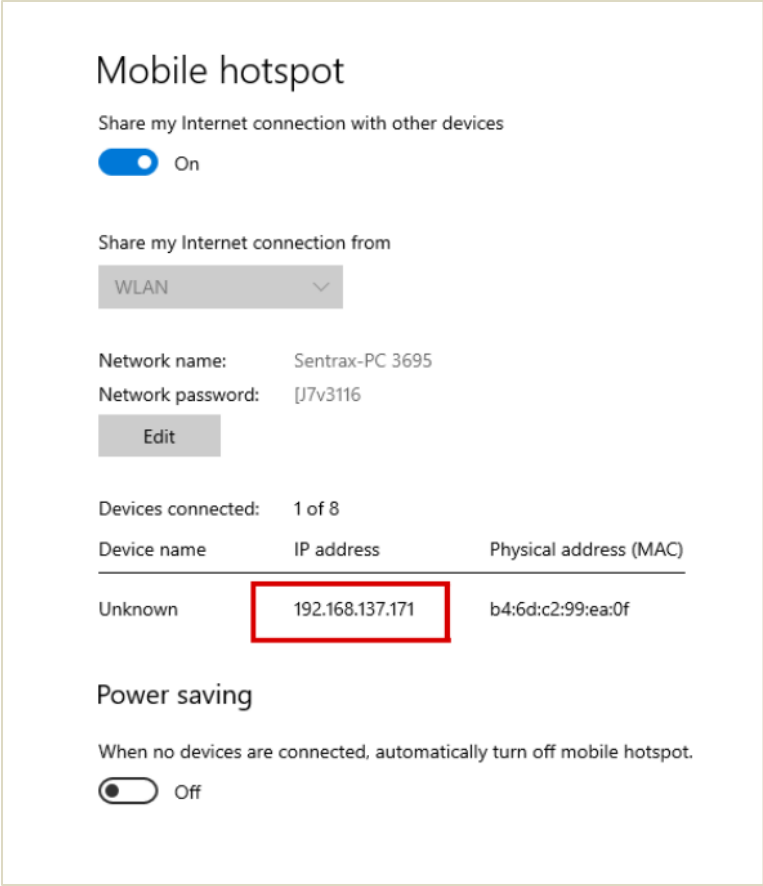 Mobile hotspot
Share my Internet connection with other devices
On
Share my Internet connection from
WLAN
Network name: Sentrax-PC 3695
Network password: [J7v3116
Edit
Devices connected: 1 of 8
Device name IP address Physical address (MAC)
Unknown 192.168.137.171 b4:6d:c2:99:ea:0f
Power saving
When no devices are connected, automatically turn off mobile hotspot.
Off